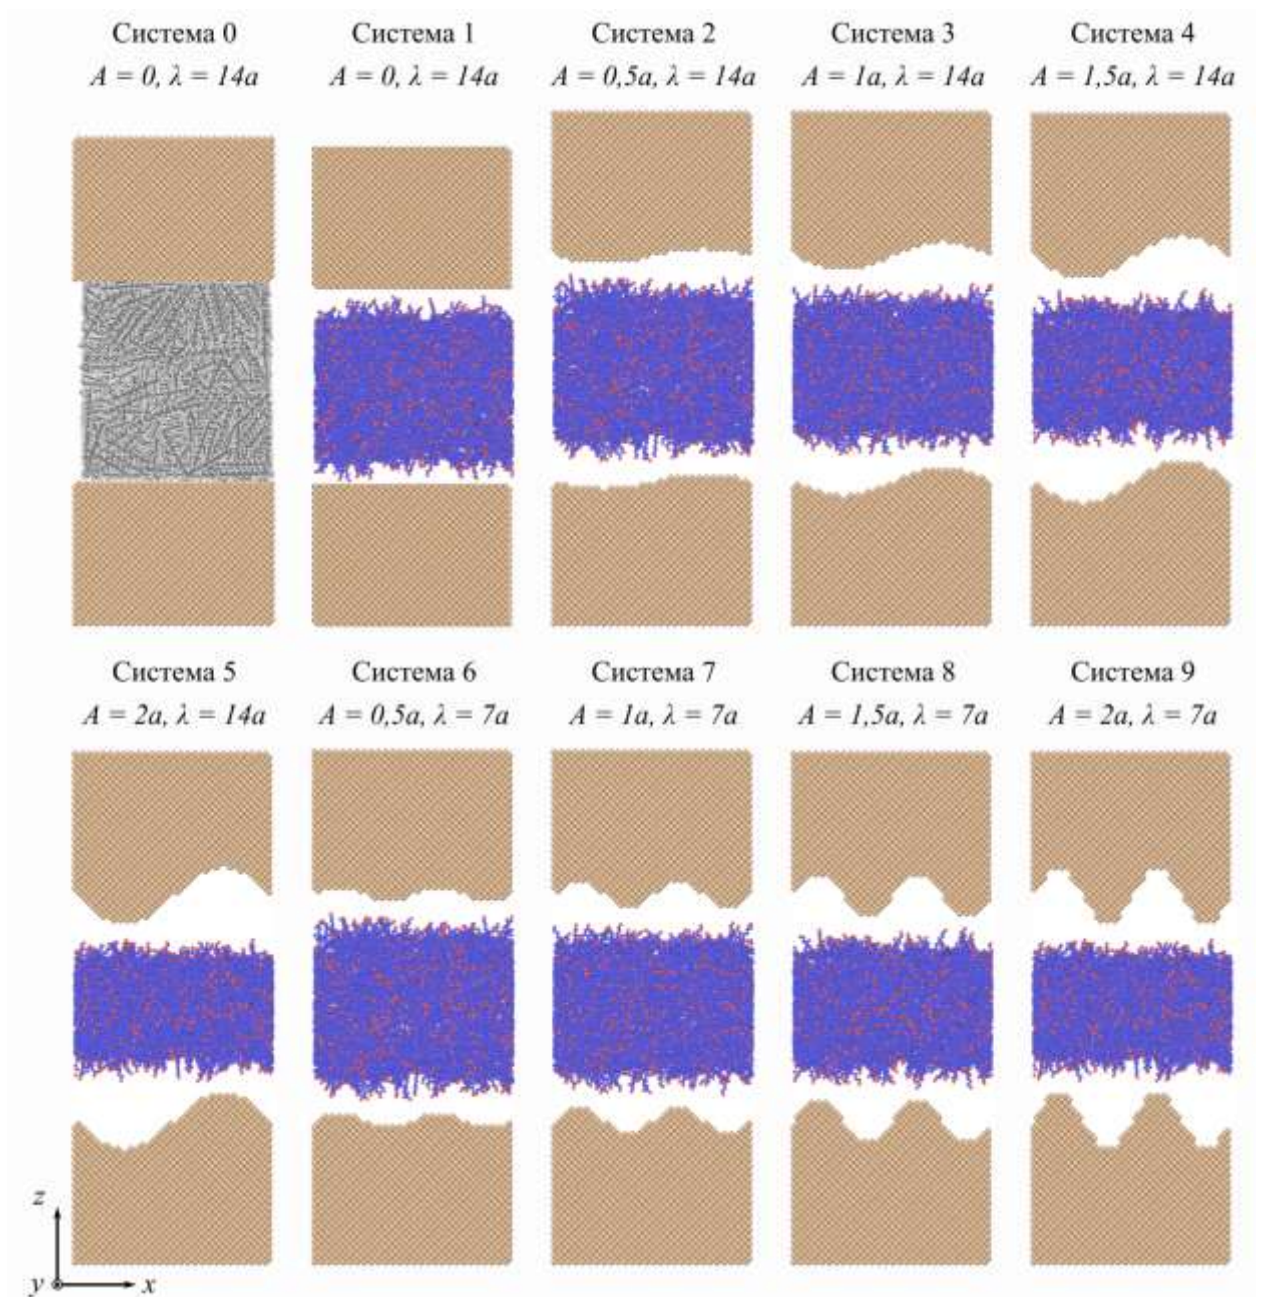 Система 0 Система 1 Система 2 Система 3 Система 4
A = 0, λ = 14a A = 0, λ = 14a A = 0,5a, λ = 14a A = 1a, λ = 14a A = 1,5a, λ = 14a
Система 5 Система 6 Система 7 Система 8 Система 9
A = 2a, λ = 14a A = 0,5a, λ = 7a A = 1a, λ = 7a A = 1,5a, λ = 7a A = 2a, λ = 7a
z
y x